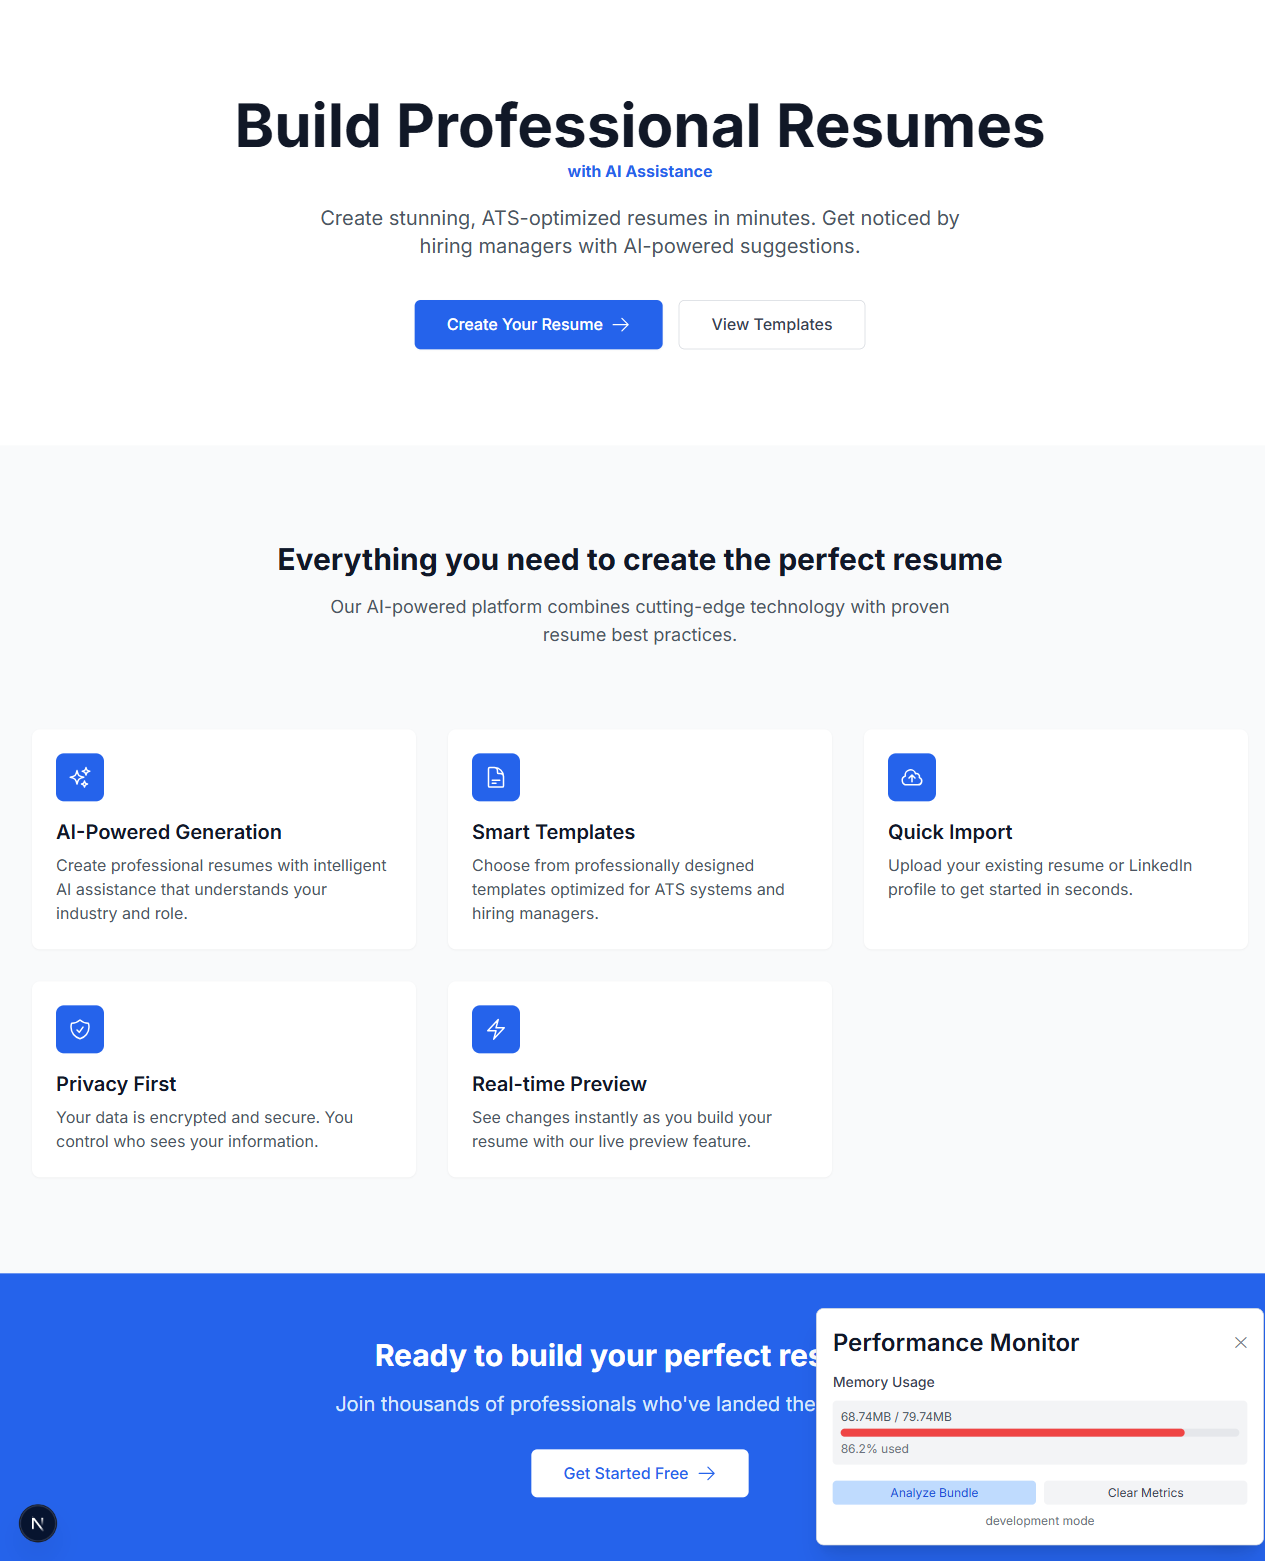 Build Professional Resumes
with AI Assistance
Create stunning, ATS-optimized resumes in minutes. Get noticed by
hiring managers with AI-powered suggestions.
Create Your Resume
View Templates
Everything you need to create the perfect resume
Our AI-powered platform combines cutting-edge technology with proven
resume best practices.
AI-Powered Generation
Create professional resumes with intelligent
AI assistance that understands your
industry and role.
Smart Templates
Choose from professionally designed
templates optimized for ATS systems and
hiring managers.
Quick Import
Upload your existing resume or LinkedIn
profile to get started in seconds.
Privacy First
Your data is encrypted and secure. You
control who sees your information.
Real-time Preview
See changes instantly as you build your
resume with our live preview feature.
Ready to build your perfect res
Join thousands of professionals who've landed the
Get Started Free
N
Performance Monitor
Memory Usage
68.74MB / 79.74MB
86.2% used
Analyze Bundle
Clear Metrics
development mode